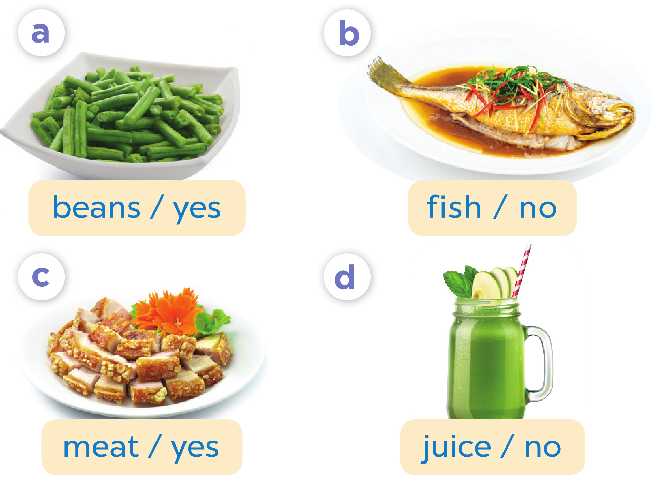 a
b
beans / yes
fish / no
c
d
meat / yes
juice / no